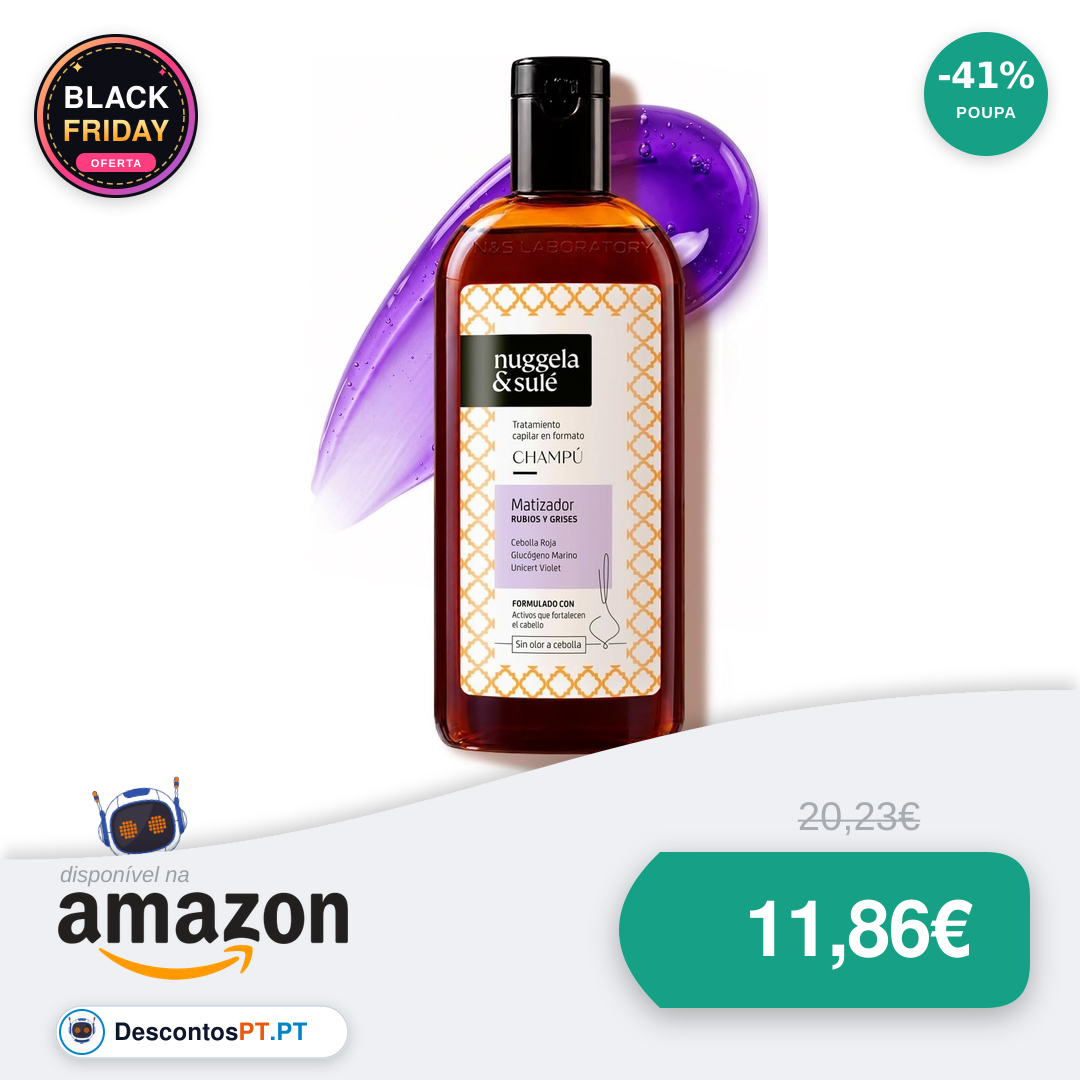 BLACK
FRIDAY
OFERTA
-41%
POUPA
N&S LABORATORY
nuggela
&sulé
Tratamiento
capilar en formato
CHAMPÚ
Matizador
RUBIOS Y GRISES
Cebolla Roja
Glucógeno Marino
Unicert Violet
FORMULADO CON
Activos que fortalecen
el cabello
Sin olor a cebolla
20,23€
11,86€
disponível na
amazon
DescontosPT.PT